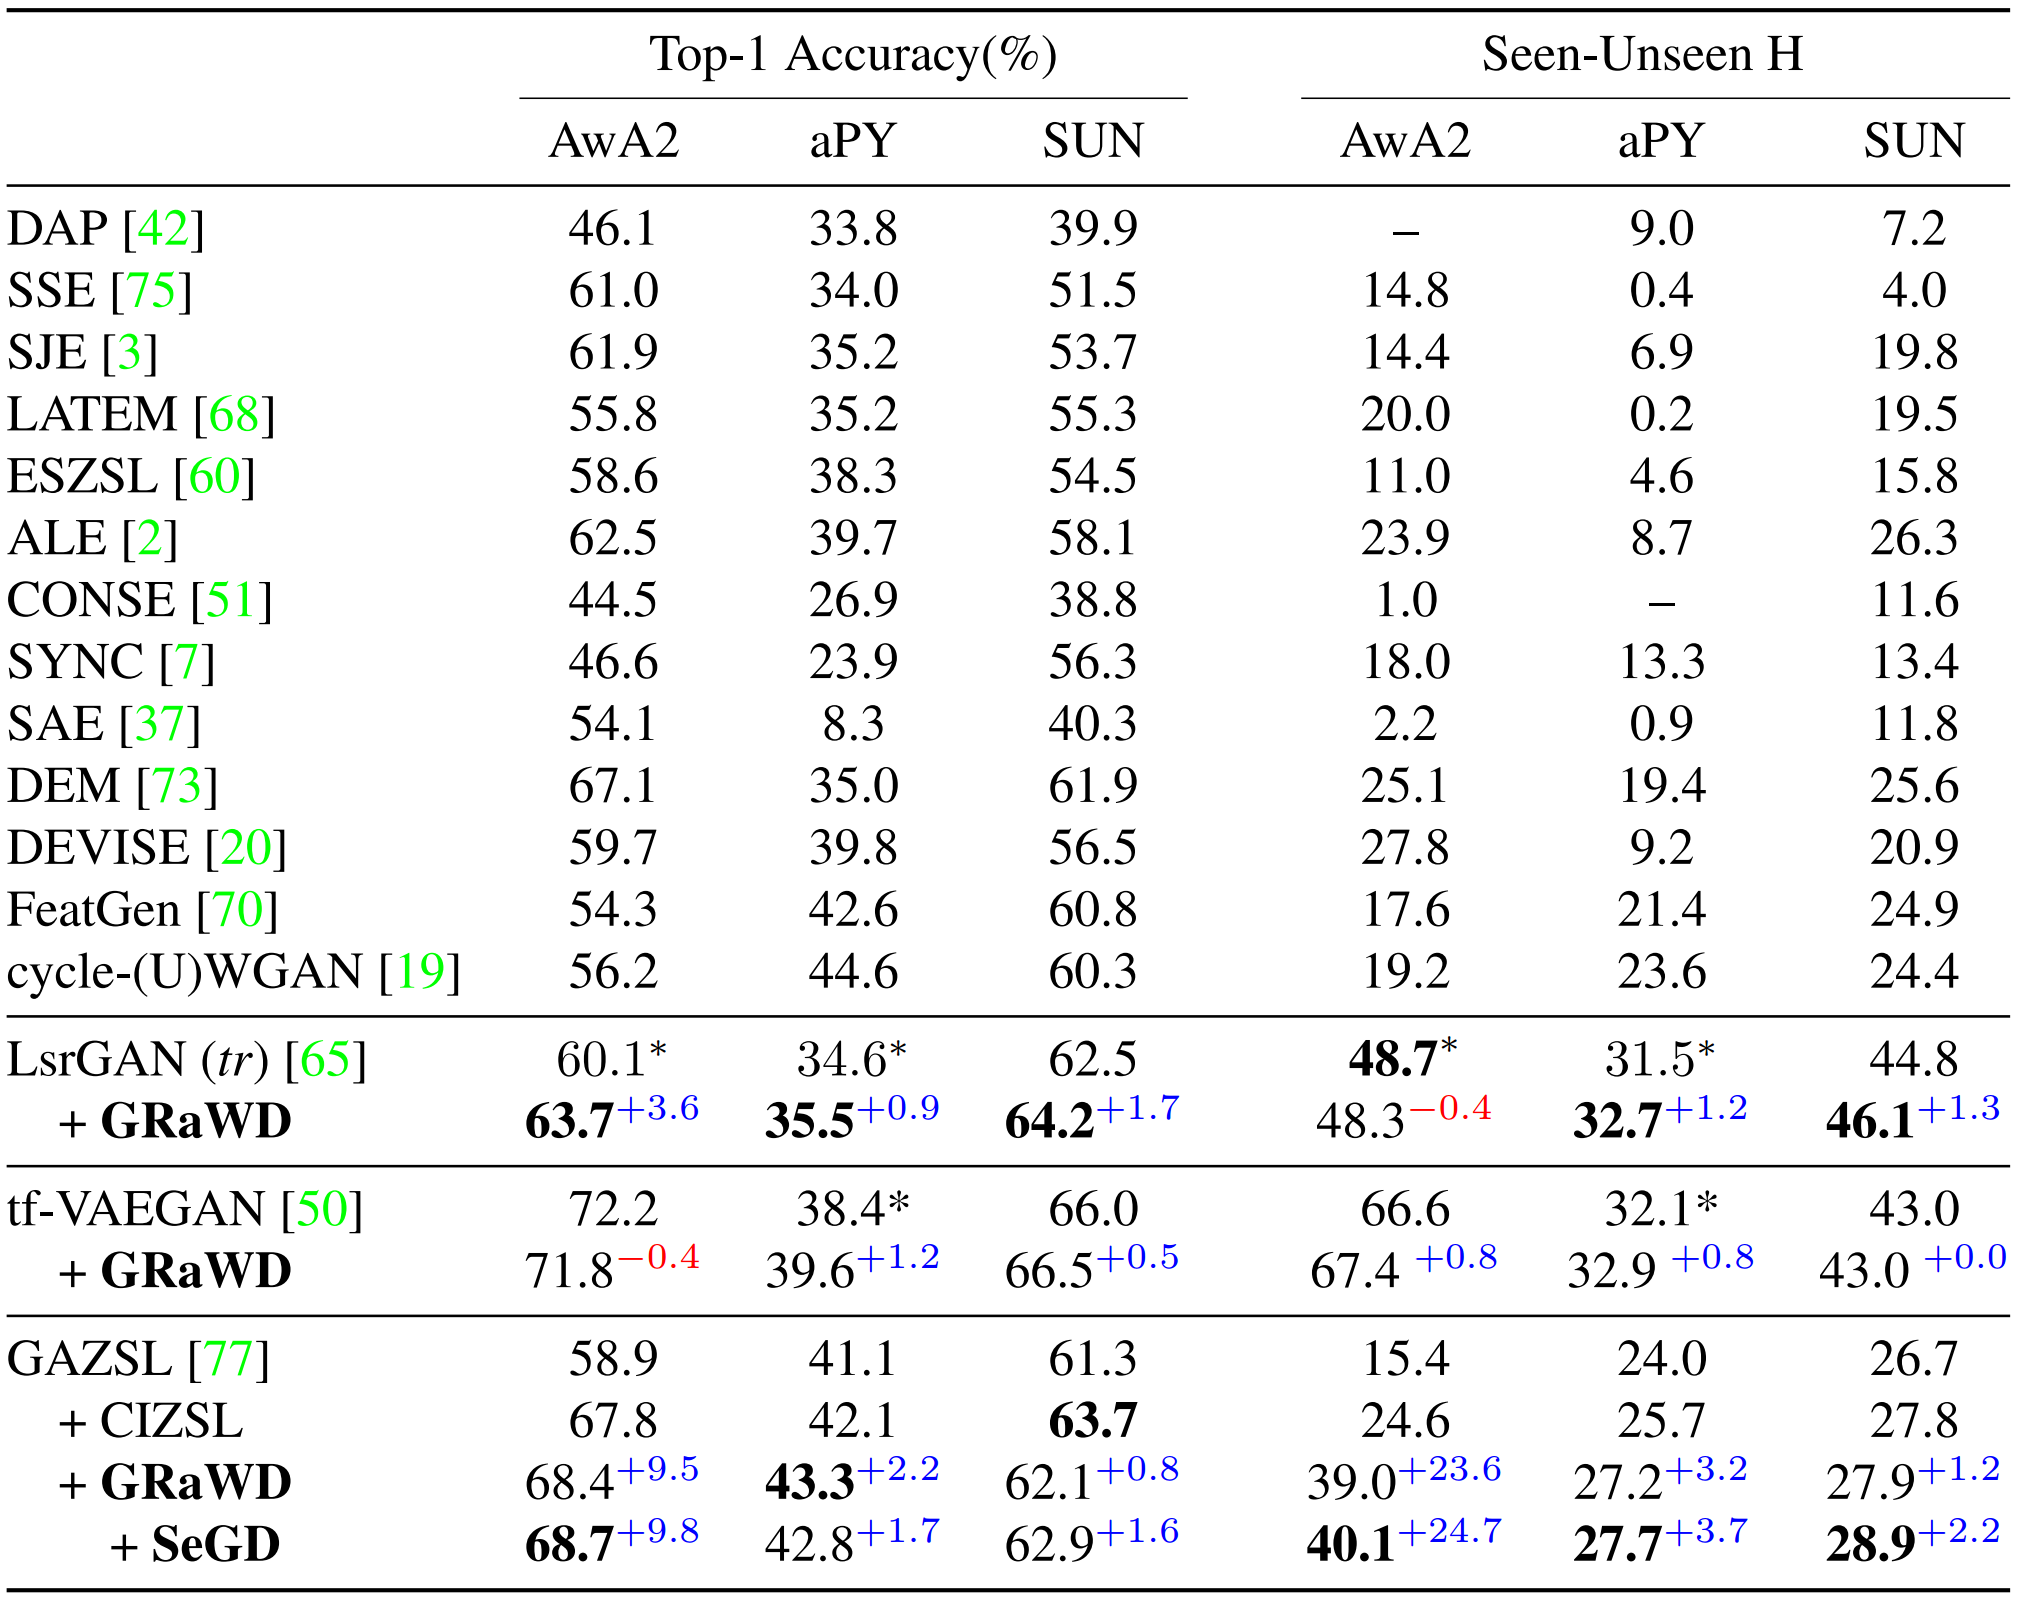 Top-1 Accuracy(%) Seen-Unseen H
AwA2 aPY SUN AwA2 aPY SUN
DAP [42] 46.1 33.8 39.9 – 9.0 7.2
SSE [75] 61.0 34.0 51.5 14.8 0.4 4.0
SJE [3] 61.9 35.2 53.7 14.4 6.9 19.8
LATEM [68] 55.8 35.2 55.3 20.0 0.2 19.5
ESZSL [60] 58.6 38.3 54.5 11.0 4.6 15.8
ALE [2] 62.5 39.7 58.1 23.9 8.7 26.3
CONSE [51] 44.5 26.9 38.8 1.0 – 11.6
SYNC [7] 46.6 23.9 56.3 18.0 13.3 13.4
SAE [37] 54.1 8.3 40.3 2.2 0.9 11.8
DEM [73] 67.1 35.0 61.9 25.1 19.4 25.6
DEVISE [20] 59.7 39.8 56.5 27.8 9.2 20.9
FeatGen [70] 54.3 42.6 60.8 17.6 21.4 24.9
cycle-(U)WGAN [19] 56.2 44.6 60.3 19.2 23.6 24.4
LsrGAN (tr) [65] 60.1* 34.6* 62.5 48.7* 31.5* 44.8
+ GRaWD 63.7+3.6 35.5+0.9 64.2+1.7 48.3−0.4 32.7+1.2 46.1+1.3
tf-VAEGAN [50] 72.2 38.4* 66.0 66.6 32.1* 43.0
+ GRaWD 71.8−0.4 39.6+1.2 66.5+0.5 67.4 +0.8 32.9 +0.8 43.0 +0.0
GAZSL [77] 58.9 41.1 61.3 15.4 24.0 26.7
+ CIZSL 67.8 42.1 63.7 24.6 25.7 27.8
+ GRaWD 68.4+9.5 43.3+2.2 62.1+0.8 39.0+23.6 27.2+3.2 27.9+1.2
+ SeGD 68.7+9.8 42.8+1.7 62.9+1.6 40.1+24.7 27.7+3.7 28.9+2.2